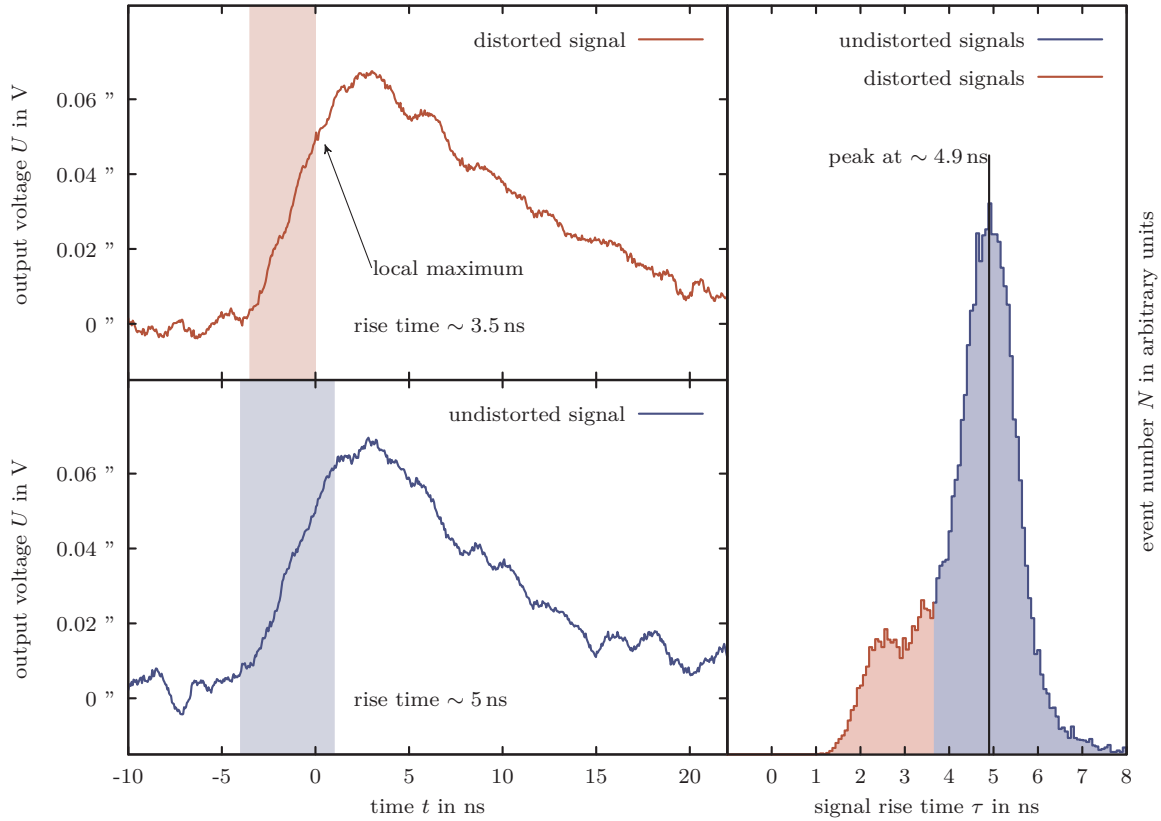 output voltage U in V
0.06 ”
0.04 ”
0.02 ”
0 ”
distorted signal
local maximum
rise time ∼ 3.5 ns
output voltage U in V
0.06 ”
0.04 ”
0.02 ”
0 ”
undistorted signal
rise time ∼ 5 ns
-10 -5 0 5 10 15 20
time t in ns
undistorted signals
distorted signals
peak at ∼ 4.9 ns
event number N in arbitrary units
0 1 2 3 4 5 6 7 8
signal rise time τ in ns